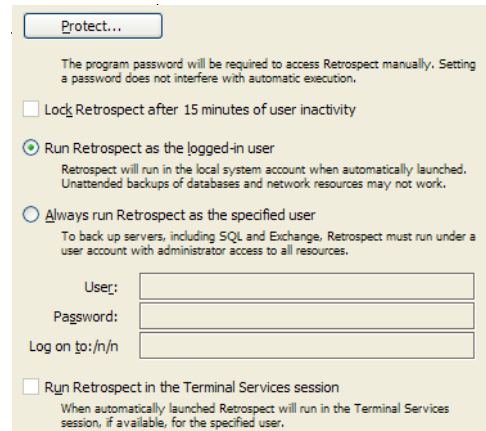 Protect...
The program password will be required to access Retrospect manually. Setting
a password does not interfere with automatic execution.
Lock Retrospect after 15 minutes of user inactivity
Run Retrospect as the logged-in user
Retrospect will run in the local system account when automatically launched.
Unattended backups of databases and network resources may not work.
Always run Retrospect as the specified user
To back up servers, including SQL and Exchange, Retrospect must run under a
user account with administrator access to all resources.
User:
Password:
Log on to:/n/n
Run Retrospect in the Terminal Services session
When automatically launched Retrospect will run in the Terminal Services
session, if available, for the specified user.